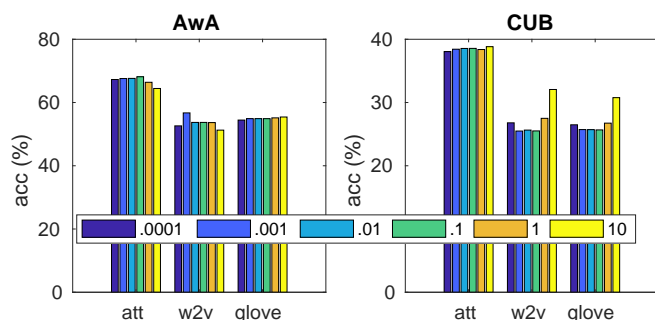 AwA
CUB
acc (%)
80
60
40
20
0
att
w2v
glove
acc (%)
40
30
20
0
att
w2v
glove
.0001 .001 .01 .1 1 10